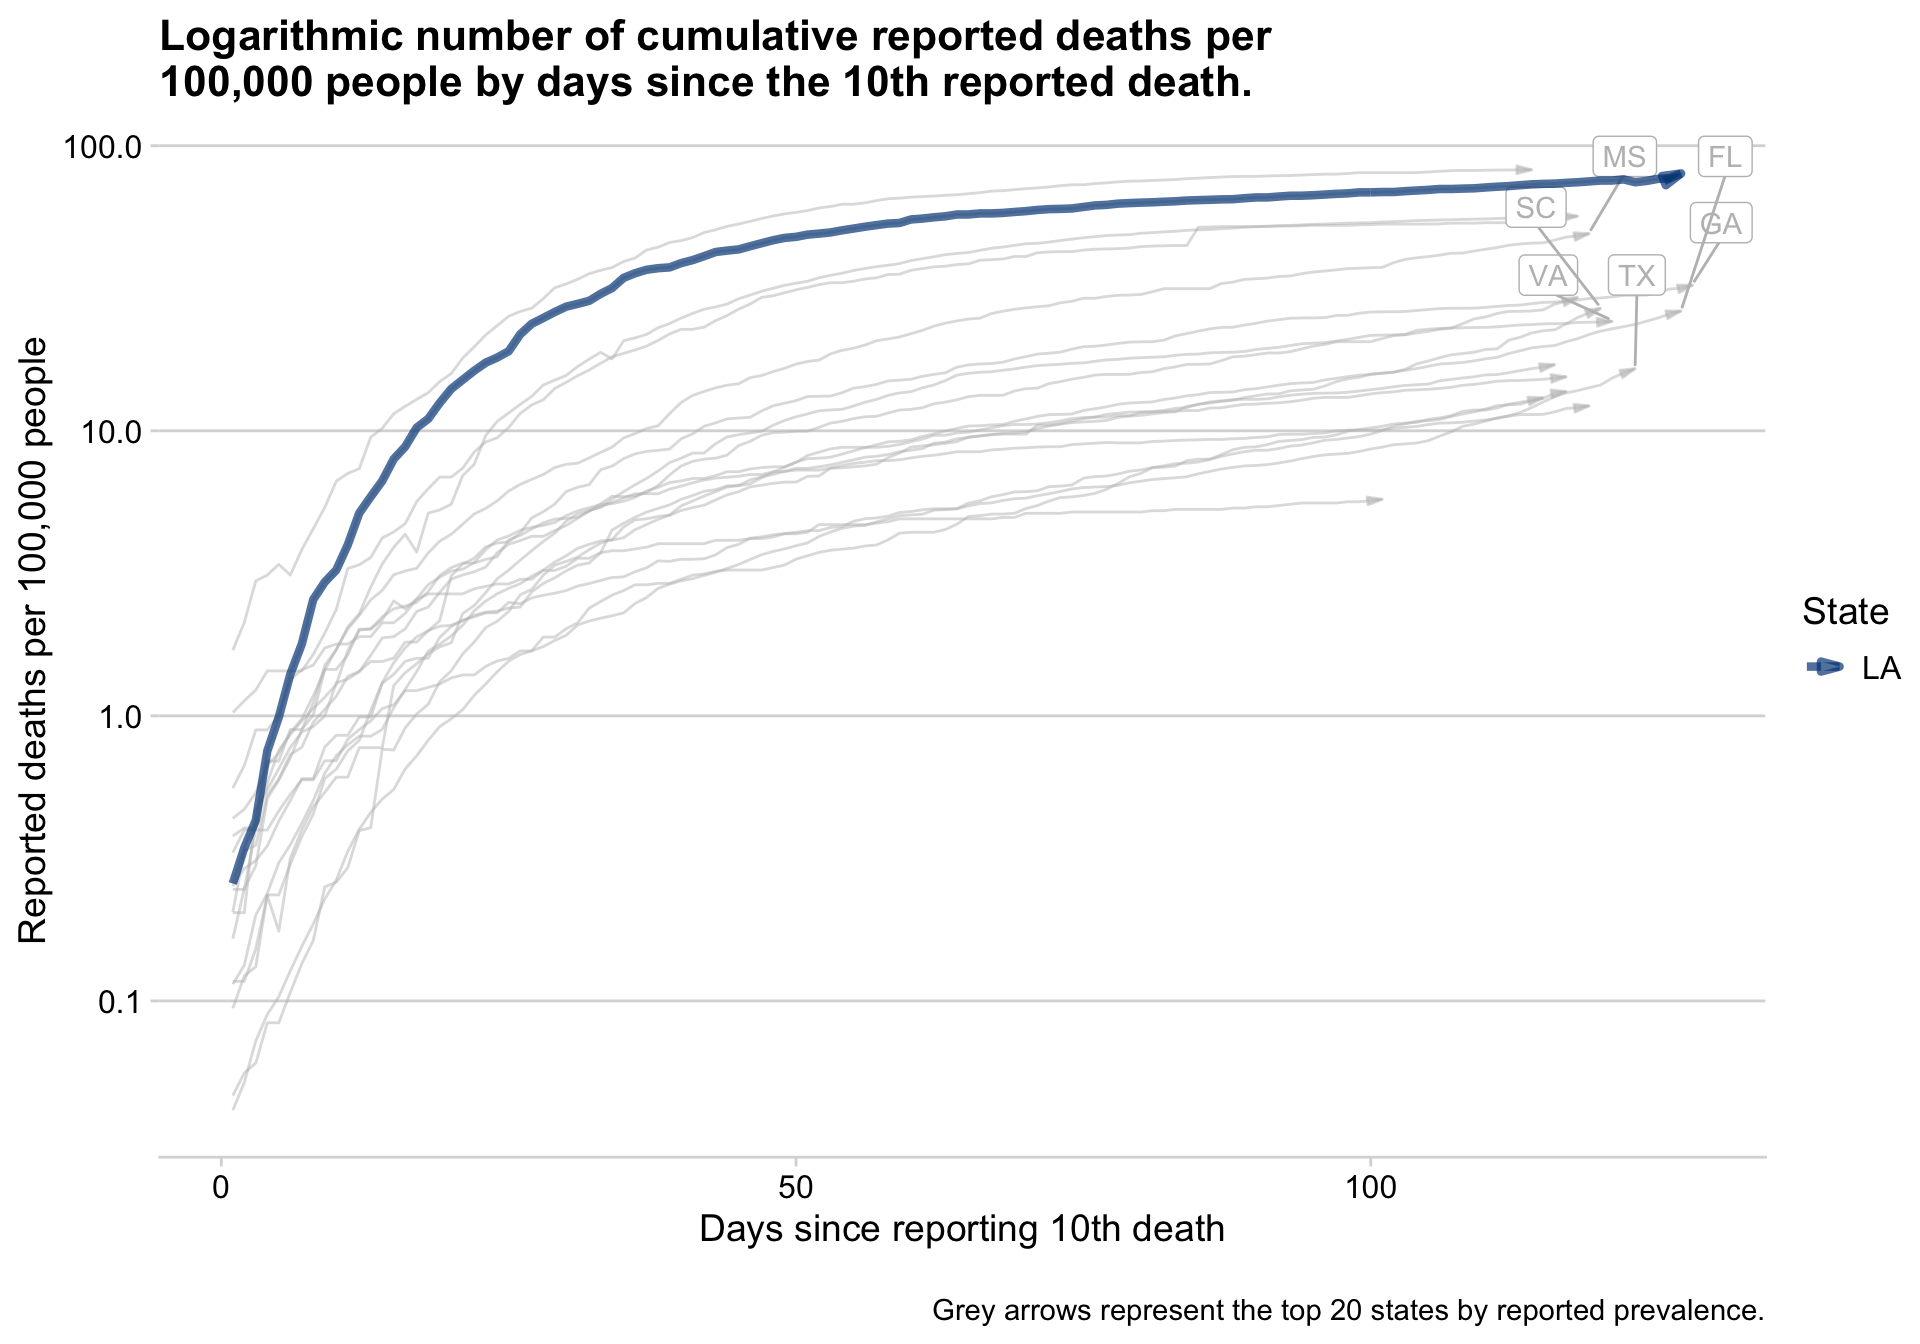 Logarithmic number of cumulative reported deaths per
100,000 people by days since the 10th reported death.
Reported deaths per 100,000 people
100.0
10.0
1.0
0.1
MS
FL
SC
GA
VA
TX
State
LA
0
50
100
Days since reporting 10th death
Grey arrows represent the top 20 states by reported prevalence.